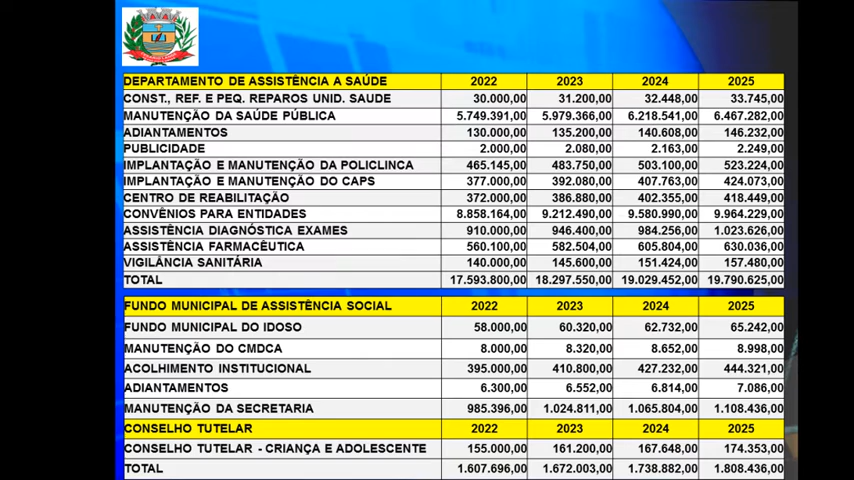 DEPARTAMENTO DE ASSISTÊNCIA A SAÚDE 2022 2023 2024 2025
CONST., REF. E PEQ. REPAROS UNID. SAUDE 30.000,00 31.200,00 32.448,00 33.745,00
MANUTENÇÃO DA SAÚDE PÚBLICA 5.749.391,00 5.979.366,00 6.218.541,00 6.467.282,00
ADIANTAMENTOS 130.000,00 135.200,00 140.608,00 146.232,00
PUBLICIDADE 2.000,00 2.080,00 2.163,00 2.249,00
IMPLANTAÇÃO E MANUTENÇÃO DA POLICLINCA 465.145,00 483.750,00 503.100,00 523.224,00
IMPLANTAÇÃO E MANUTENÇÃO DO CAPS 377.000,00 392.080,00 407.763,00 424.073,00
CENTRO DE REABILITAÇÃO 372.000,00 386.880,00 402.355,00 418.449,00
CONVÊNIOS PARA ENTIDADES 8.858.164,00 9.212.490,00 9.580.990,00 9.964.229,00
ASSISTÊNCIA DIAGNÓSTICA EXAMES 910.000,00 946.400,00 984.256,00 1.023.626,00
ASSISTÊNCIA FARMACÊUTICA 560.100,00 582.504,00 605.804,00 630.036,00
VIGILÂNCIA SANITÁRIA 140.000,00 145.600,00 151.424,00 157.480,00
TOTAL 17.593.800,00 18.297.550,00 19.029.452,00 19.790.625,00
FUNDO MUNICIPAL DE ASSISTÊNCIA SOCIAL 2022 2023 2024 2025
FUNDO MUNICIPAL DO IDOSO 58.000,00 60.320,00 62.732,00 65.242,00
MANUTENÇÃO DO CMDCA 8.000,00 8.320,00 8.652,00 8.998,00
ACOLHIMENTO INSTITUCIONAL 395.000,00 410.800,00 427.232,00 444.321,00
ADIANTAMENTOS 6.300,00 6.552,00 6.814,00 7.086,00
MANUTENÇÃO DA SECRETARIA 985.396,00 1.024.811,00 1.065.804,00 1.108.436,00
CONSELHO TUTELAR 2022 2023 2024 2025
CONSELHO TUTELAR - CRIANÇA E ADOLESCENTE 155.000,00 161.200,00 167.648,00 174.353,00
TOTAL 1.607.696,00 1.672.003,00 1.738.882,00 1.808.436,00